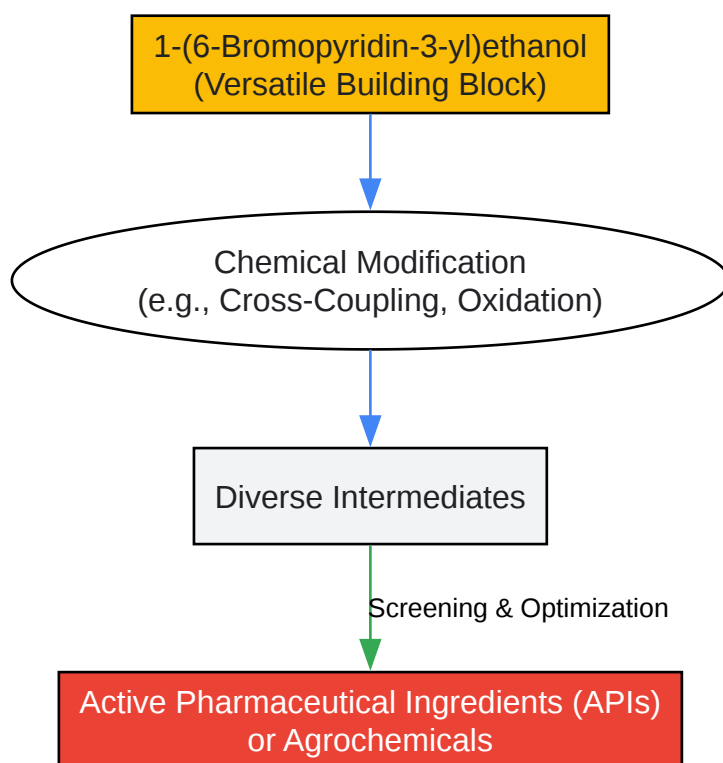 1-(6-Bromopyridin-3-yl)ethanol
(Versatile Building Block)
Chemical Modification
(e.g., Cross-Coupling, Oxidation)
Diverse Intermediates
Screening & Optimization
Active Pharmaceutical Ingredients (APIs)
or Agrochemicals